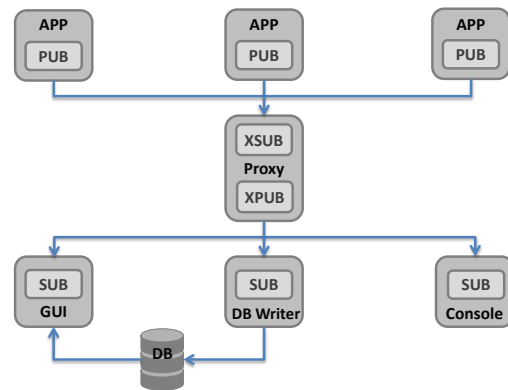 APP
PUB
APP
PUB
APP
PUB
XSUB
Proxy
XPUB
SUB
GUI
SUB
DB Writer
SUB
Console
DB